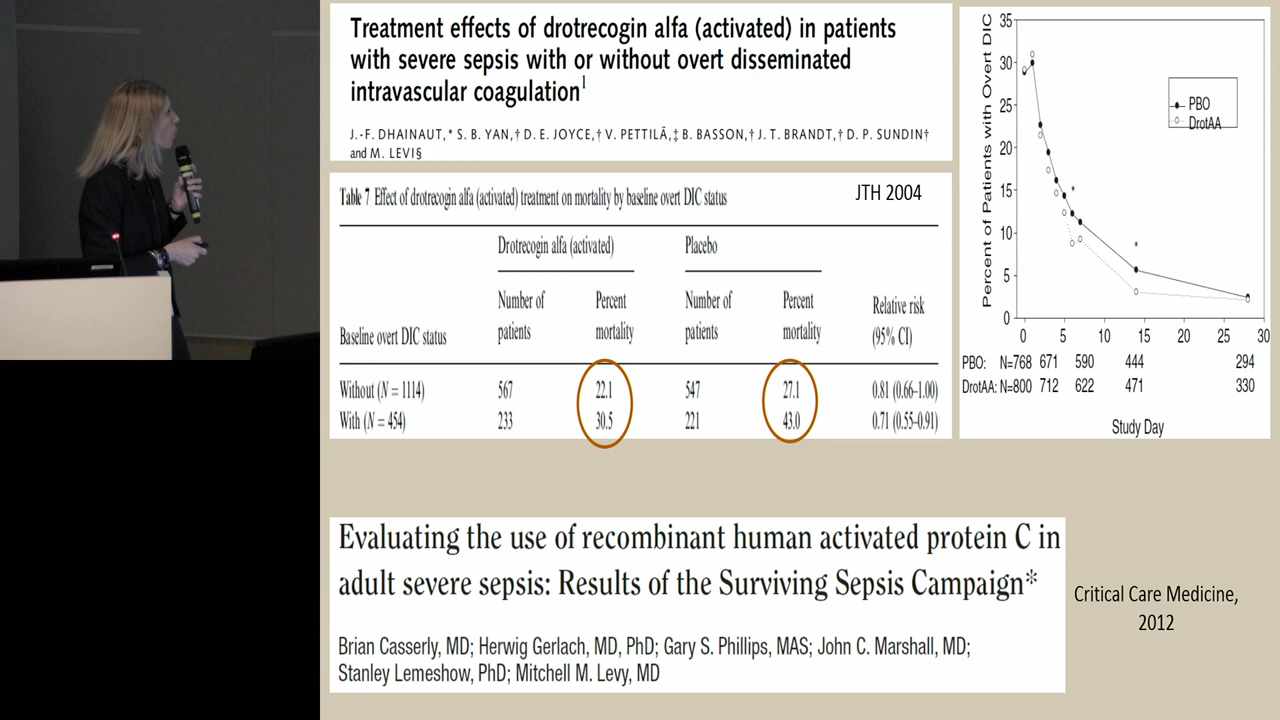 Treatment effects of drotrecogin alfa (activated) in patients
with severe sepsis with or without overt disseminated
intravascular coagulation¹
J.-F. DHAINAUT,* S. B. YAN,† D. E. JOYCE,† V. PETTILÄ,‡ B. BASSON,† J. T. BRANDT,† D. P. SUNDIN†
and M. LEVI§
Table 7 Effect of drotrecogin alfa (activated) treatment on mortality by baseline overt DIC status
JTH 2004
Drotrecogin alfa (activated) Placebo
Number of Percent Number of Percent Relative risk
Baseline overt DIC status patients mortality patients mortality (95% CI)
Without (N = 1114) 567 22.1 547 27.1 0.81 (0.66–1.00)
With (N = 454) 233 30.5 221 43.0 0.71 (0.55–0.91)
Percent of Patients with Overt DIC
35
30
25
20
15
10
5
0
PBO
DrotAA
*
*
0 5 10 15 20 25 30
PBO: N=768 671 590 444 294
DrotAA: N=800 712 622 471 330
Study Day
Evaluating the use of recombinant human activated protein C in
adult severe sepsis: Results of the Surviving Sepsis Campaign*
Brian Casserly, MD; Herwig Gerlach, MD, PhD; Gary S. Phillips, MAS; John C. Marshall, MD;
Stanley Lemeshow, PhD; Mitchell M. Levy, MD
Critical Care Medicine,
2012